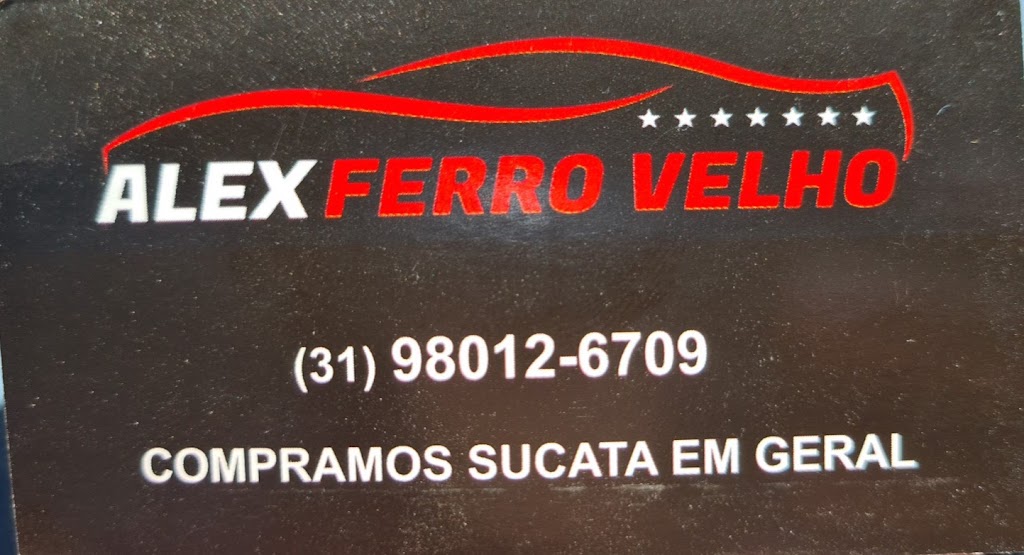 ALEX FERRO VELHO
(31) 98012-6709
COMPRAMOS SUCATA EM GERAL